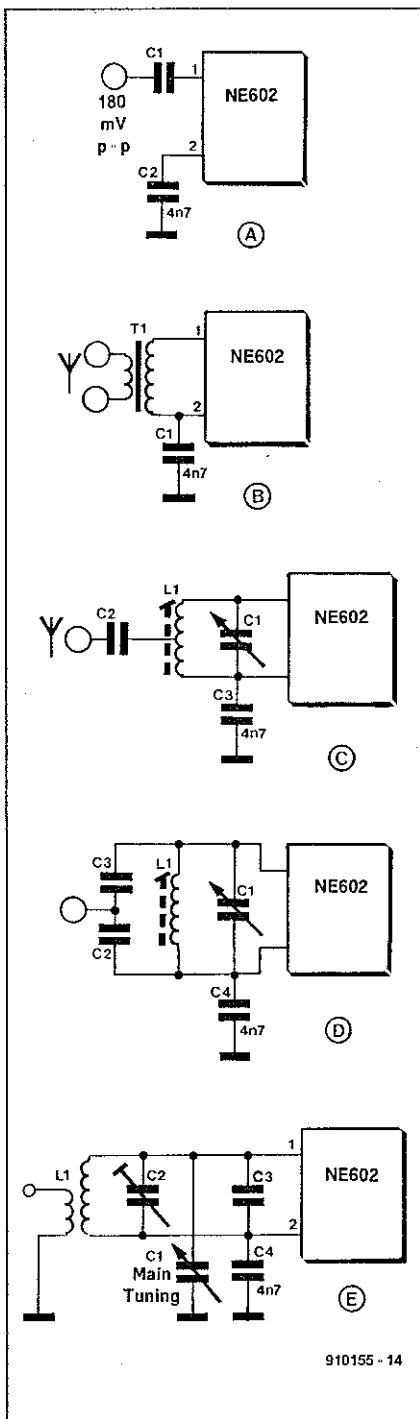 C1
1
NE602
180
mV
p-p
2
C2
4n7
A
T1
1
NE602
2
C1
4n7
B
L1
C2
C1
NE602
C3
4n7
C
C3
L1
C1
NE602
C2
C4
4n7
D
L1
1
NE602
C2
C3
2
C1
Main
Tuning
C4
4n7
E
910155 - 14